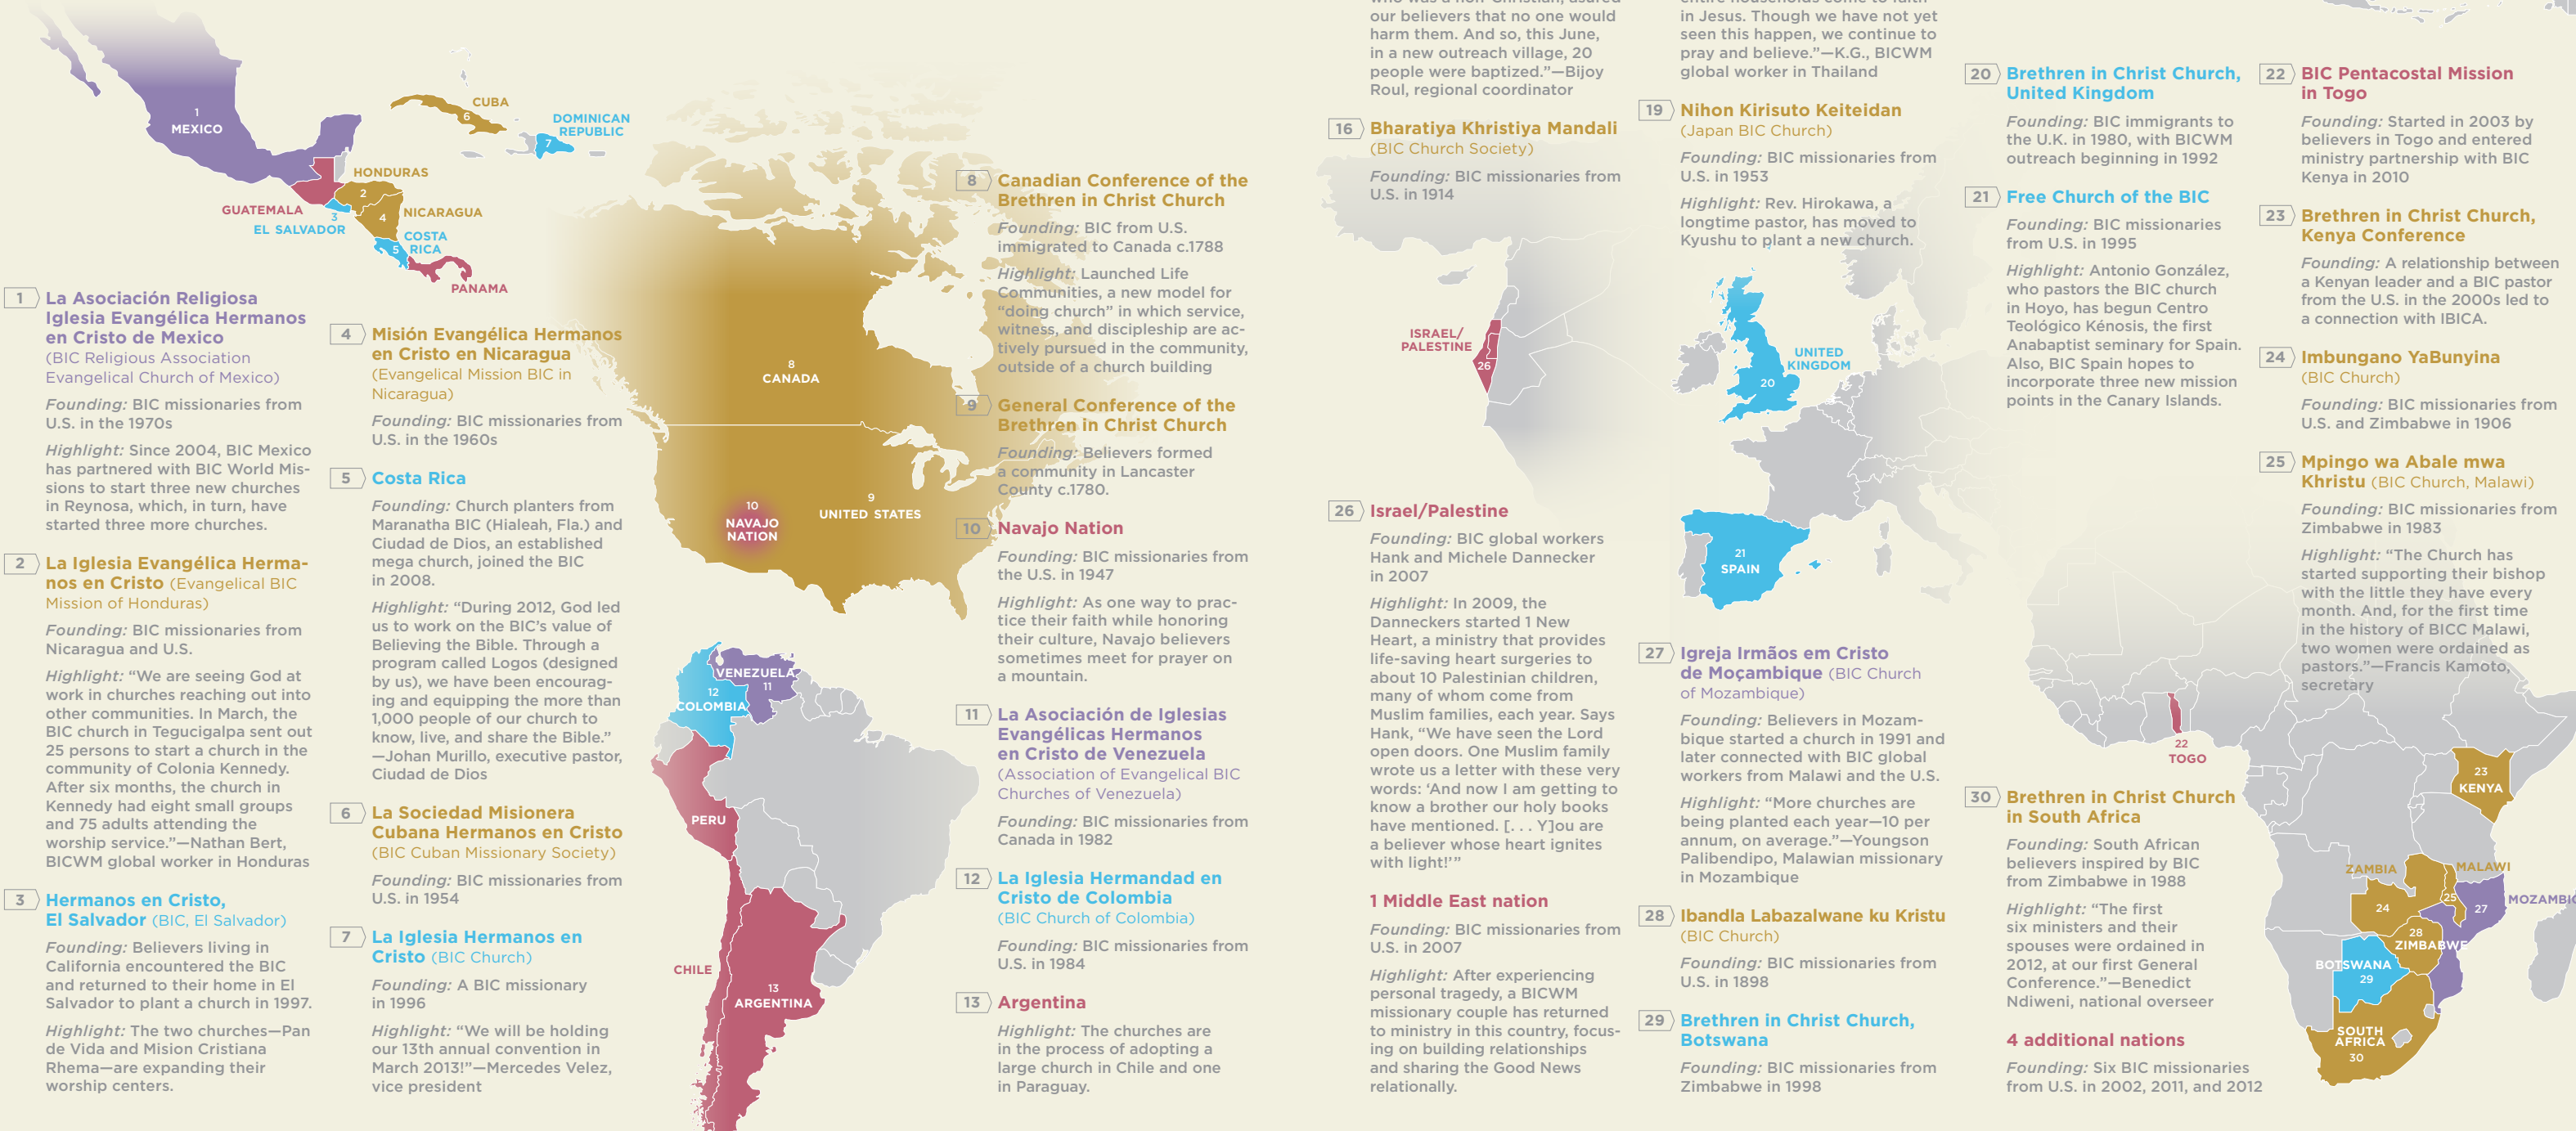 1
MEXICO
CUBA
6
DOMINICAN
REPUBLIC
7
HONDURAS
2
GUATEMALA
3
EL SALVADOR
4
NICARAGUA
COSTA
RICA
5
PANAMA
1
La Asociación Religiosa
Iglesia Evangélica Hermanos
en Cristo de Mexico
(BIC Religious Association
Evangelical Church of Mexico)
Founding: BIC missionaries from
U.S. in the 1970s
Highlight: Since 2004, BIC Mexico
has partnered with BIC World Mis-
sions to start three new churches
in Reynosa, which, in turn, have
started three more churches.
2
La Iglesia Evangélica Herma-
nos en Cristo (Evangelical BIC
Mission of Honduras)
Founding: BIC missionaries from
Nicaragua and U.S.
Highlight: “We are seeing God at
work in churches reaching out into
other communities. In March, the
BIC church in Tegucigalpa sent out
25 persons to start a church in the
community of Colonia Kennedy.
After six months, the church in
Kennedy had eight small groups
and 75 adults attending the
worship service.”—Nathan Bert,
BICWM global worker in Honduras
3
Hermanos en Cristo,
El Salvador (BIC, El Salvador)
Founding: Believers living in
California encountered the BIC
and returned to their home in El
Salvador to plant a church in 1997.
Highlight: The two churches—Pan
de Vida and Mision Cristiana
Rhema—are expanding their
worship centers.
4
Misión Evangélica Hermanos
en Cristo en Nicaragua
(Evangelical Mission BIC in
Nicaragua)
Founding: BIC missionaries from
U.S. in the 1960s
5
Costa Rica
Founding: Church planters from
Maranatha BIC (Hialeah, Fla.) and
Ciudad de Dios, an established
mega church, joined the BIC
in 2008.
Highlight: “During 2012, God led
us to work on the BIC’s value of
Believing the Bible. Through a
program called Logos (designed
by us), we have been encourag-
ing and equipping the more than
1,000 people of our church to
know, live, and share the Bible.”
—Johan Murillo, executive pastor,
Ciudad de Dios
6
La Sociedad Misionera
Cubana Hermanos en Cristo
(BIC Cuban Missionary Society)
Founding: BIC missionaries from
U.S. in 1954
7
La Iglesia Hermanos en
Cristo (BIC Church)
Founding: A BIC missionary
in 1996
Highlight: “We will be holding
our 13th annual convention in
March 2013!”—Mercedes Velez,
vice president
8
CANADA
9
UNITED STATES
10
NAVAJO
NATION
VENEZUELA
11
12
COLOMBIA
PERU
CHILE
13
ARGENTINA
8
Canadian Conference of the
Brethren in Christ Church
Founding: BIC from U.S.
immigrated to Canada c.1788
Highlight: Launched Life
Communities, a new model for
“doing church” in which service,
witness, and discipleship are ac-
tively pursued in the community,
outside of a church building
9
General Conference of the
Brethren in Christ Church
Founding: Believers formed
a community in Lancaster
County c.1780.
10
Navajo Nation
Founding: BIC missionaries from
the U.S. in 1947
Highlight: As one way to prac-
tice their faith while honoring
their culture, Navajo believers
sometimes meet for prayer on
a mountain.
11
La Asociación de Iglesias
Evangélicas Hermanos
en Cristo de Venezuela
(Association of Evangelical BIC
Churches of Venezuela)
Founding: BIC missionaries from
Canada in 1982
12
La Iglesia Hermandad en
Cristo de Colombia
(BIC Church of Colombia)
Founding: BIC missionaries from
U.S. in 1984
13
Argentina
Highlight: The churches are
in the process of adopting a
large church in Chile and one
in Paraguay.
our believers that no one would
harm them. And so, this June,
in a new outreach village, 20
people were baptized.”—Bijoy
Roul, regional coordinator
16
Bharatiya Khristiya Mandali
(BIC Church Society)
Founding: BIC missionaries from
U.S. in 1914
ISRAEL/
PALESTINE
26
26
Israel/Palestine
Founding: BIC global workers
Hank and Michele Dannecker
in 2007
Highlight: In 2009, the
Danneckers started 1 New
Heart, a ministry that provides
life-saving heart surgeries to
about 10 Palestinian children,
many of whom come from
Muslim families, each year. Says
Hank, “We have seen the Lord
open doors. One Muslim family
wrote us a letter with these very
words: ‘And now I am getting to
know a brother our holy books
have mentioned. [. . . Y]ou are
a believer whose heart ignites
with light!’”
1 Middle East nation
Founding: BIC missionaries from
U.S. in 2007
Highlight: After experiencing
personal tragedy, a BICWM
missionary couple has returned
to ministry in this country, focus-
ing on building relationships
and sharing the Good News
relationally.
in Jesus. Though we have not yet
seen this happen, we continue to
pray and believe.”—K.G., BICWM
global worker in Thailand
19
Nihon Kirisuto Keiteidan
(Japan BIC Church)
Founding: BIC missionaries from
U.S. in 1953
Highlight: Rev. Hirokawa, a
longtime pastor, has moved to
Kyushu to plant a new church.
UNITED
KINGDOM
20
21
SPAIN
27
Igreja Irmãos em Cristo
de Moçambique (BIC Church
of Mozambique)
Founding: Believers in Mozam-
bique started a church in 1991 and
later connected with BIC global
workers from Malawi and the U.S.
Highlight: “More churches are
being planted each year—10 per
annum, on average.”—Youngson
Palibendipo, Malawian missionary
in Mozambique
28
Ibandla Labazalwane ku Kristu
(BIC Church)
Founding: BIC missionaries from
U.S. in 1898
29
Brethren in Christ Church,
Botswana
Founding: BIC missionaries from
Zimbabwe in 1998
20
Brethren in Christ Church,
United Kingdom
Founding: BIC immigrants to
the U.K. in 1980, with BICWM
outreach beginning in 1992
21
Free Church of the BIC
Founding: BIC missionaries
from U.S. in 1995
Highlight: Antonio González,
who pastors the BIC church
in Hoyo, has begun Centro
Teológico Kénosis, the first
Anabaptist seminary for Spain.
Also, BIC Spain hopes to
incorporate three new mission
points in the Canary Islands.
30
Brethren in Christ Church
in South Africa
Founding: South African
believers inspired by BIC
from Zimbabwe in 1988
Highlight: “The first
six ministers and their
spouses were ordained in
2012, at our first General
Conference.”—Benedict
Ndiweni, national overseer
4 additional nations
Founding: Six BIC missionaries
from U.S. in 2002, 2011, and 2012
22
BIC Pentacostal Mission
in Togo
Founding: Started in 2003 by
believers in Togo and entered
ministry partnership with BIC
Kenya in 2010
23
Brethren in Christ Church,
Kenya Conference
Founding: A relationship between
a Kenyan leader and a BIC pastor
from the U.S. in the 2000s led to
a connection with IBICA.
24
Imbungano YaBunyina
(BIC Church)
Founding: BIC missionaries from
U.S. and Zimbabwe in 1906
25
Mpingo wa Abale mwa
Khristu (BIC Church, Malawi)
Founding: BIC missionaries from
Zimbabwe in 1983
Highlight: “The Church has
started supporting their bishop
with the little they have every
month. And, for the first time
in the history of BICC Malawi,
two women were ordained as
pastors.”—Francis Kamoto,
secretary
22
TOGO
23
KENYA
ZAMBIA
MALAWI
24
25
27
MOZAMBIQ
28
ZIMBABWE
BOTSWANA
29
SOUTH
AFRICA
30